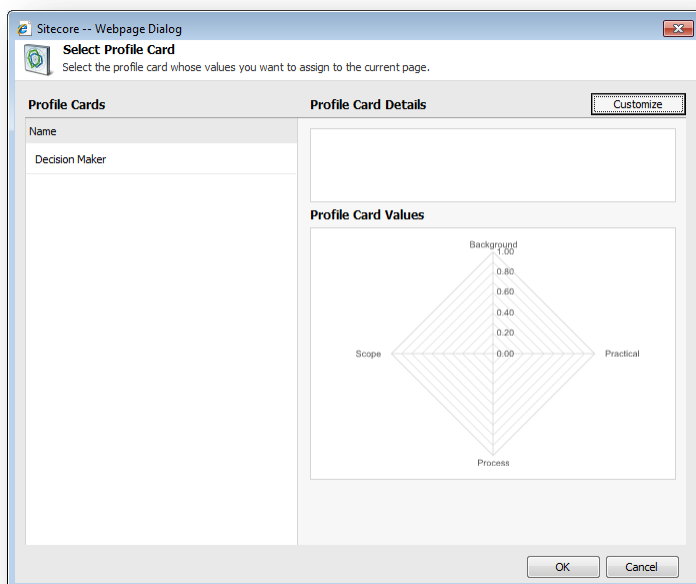 Sitecore -- Webpage Dialog
Select Profile Card
Select the profile card whose values you want to assign to the current page.
Profile Cards
Profile Card Details
Customize
Name
Decision Maker
Profile Card Values
Background
1.00
0.80
0.60
0.40
0.20
Scope
0.00
Practical
Process
OK
Cancel